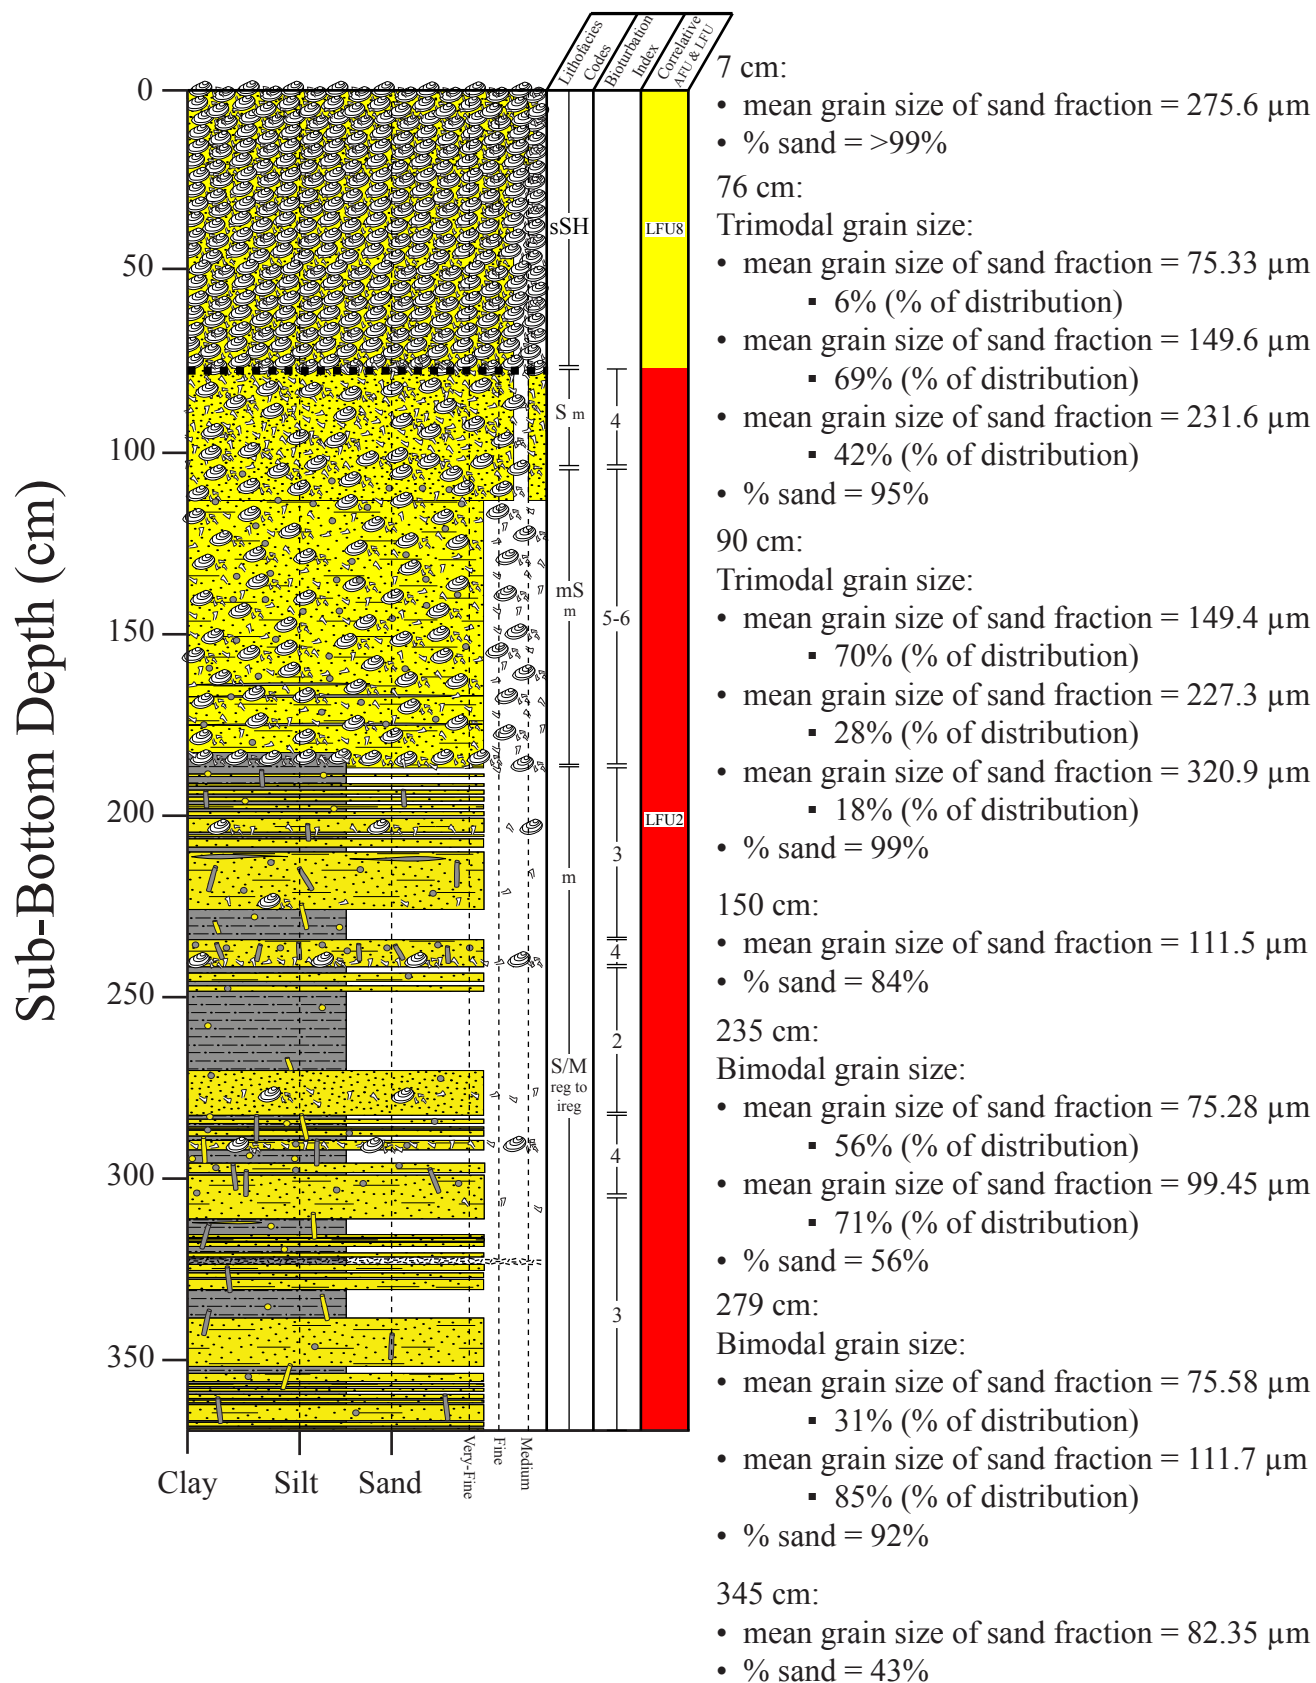 Lithofacies
Codes
Bioturbation
Index
Correlative
AFU & LFU
Sub-Bottom Depth (cm)
0
50
100
150
200
250
300
350
sSH
S m
mS
m
m
S/M
reg to
ireg
4
5-6
3
4
2
4
3
LFU8
LFU2
Clay
Silt
Sand
Very-Fine
Fine
Medium
7 cm:
• mean grain size of sand fraction = 275.6 µm
• % sand = >99%
76 cm:
Trimodal grain size:
• mean grain size of sand fraction = 75.33 µm
▪ 6% (% of distribution)
• mean grain size of sand fraction = 149.6 µm
▪ 69% (% of distribution)
• mean grain size of sand fraction = 231.6 µm
▪ 42% (% of distribution)
• % sand = 95%
90 cm:
Trimodal grain size:
• mean grain size of sand fraction = 149.4 µm
▪ 70% (% of distribution)
• mean grain size of sand fraction = 227.3 µm
▪ 28% (% of distribution)
• mean grain size of sand fraction = 320.9 µm
▪ 18% (% of distribution)
• % sand = 99%
150 cm:
• mean grain size of sand fraction = 111.5 µm
• % sand = 84%
235 cm:
Bimodal grain size:
• mean grain size of sand fraction = 75.28 µm
▪ 56% (% of distribution)
• mean grain size of sand fraction = 99.45 µm
▪ 71% (% of distribution)
• % sand = 56%
279 cm:
Bimodal grain size:
• mean grain size of sand fraction = 75.58 µm
▪ 31% (% of distribution)
• mean grain size of sand fraction = 111.7 µm
▪ 85% (% of distribution)
• % sand = 92%
345 cm:
• mean grain size of sand fraction = 82.35 µm
• % sand = 43%